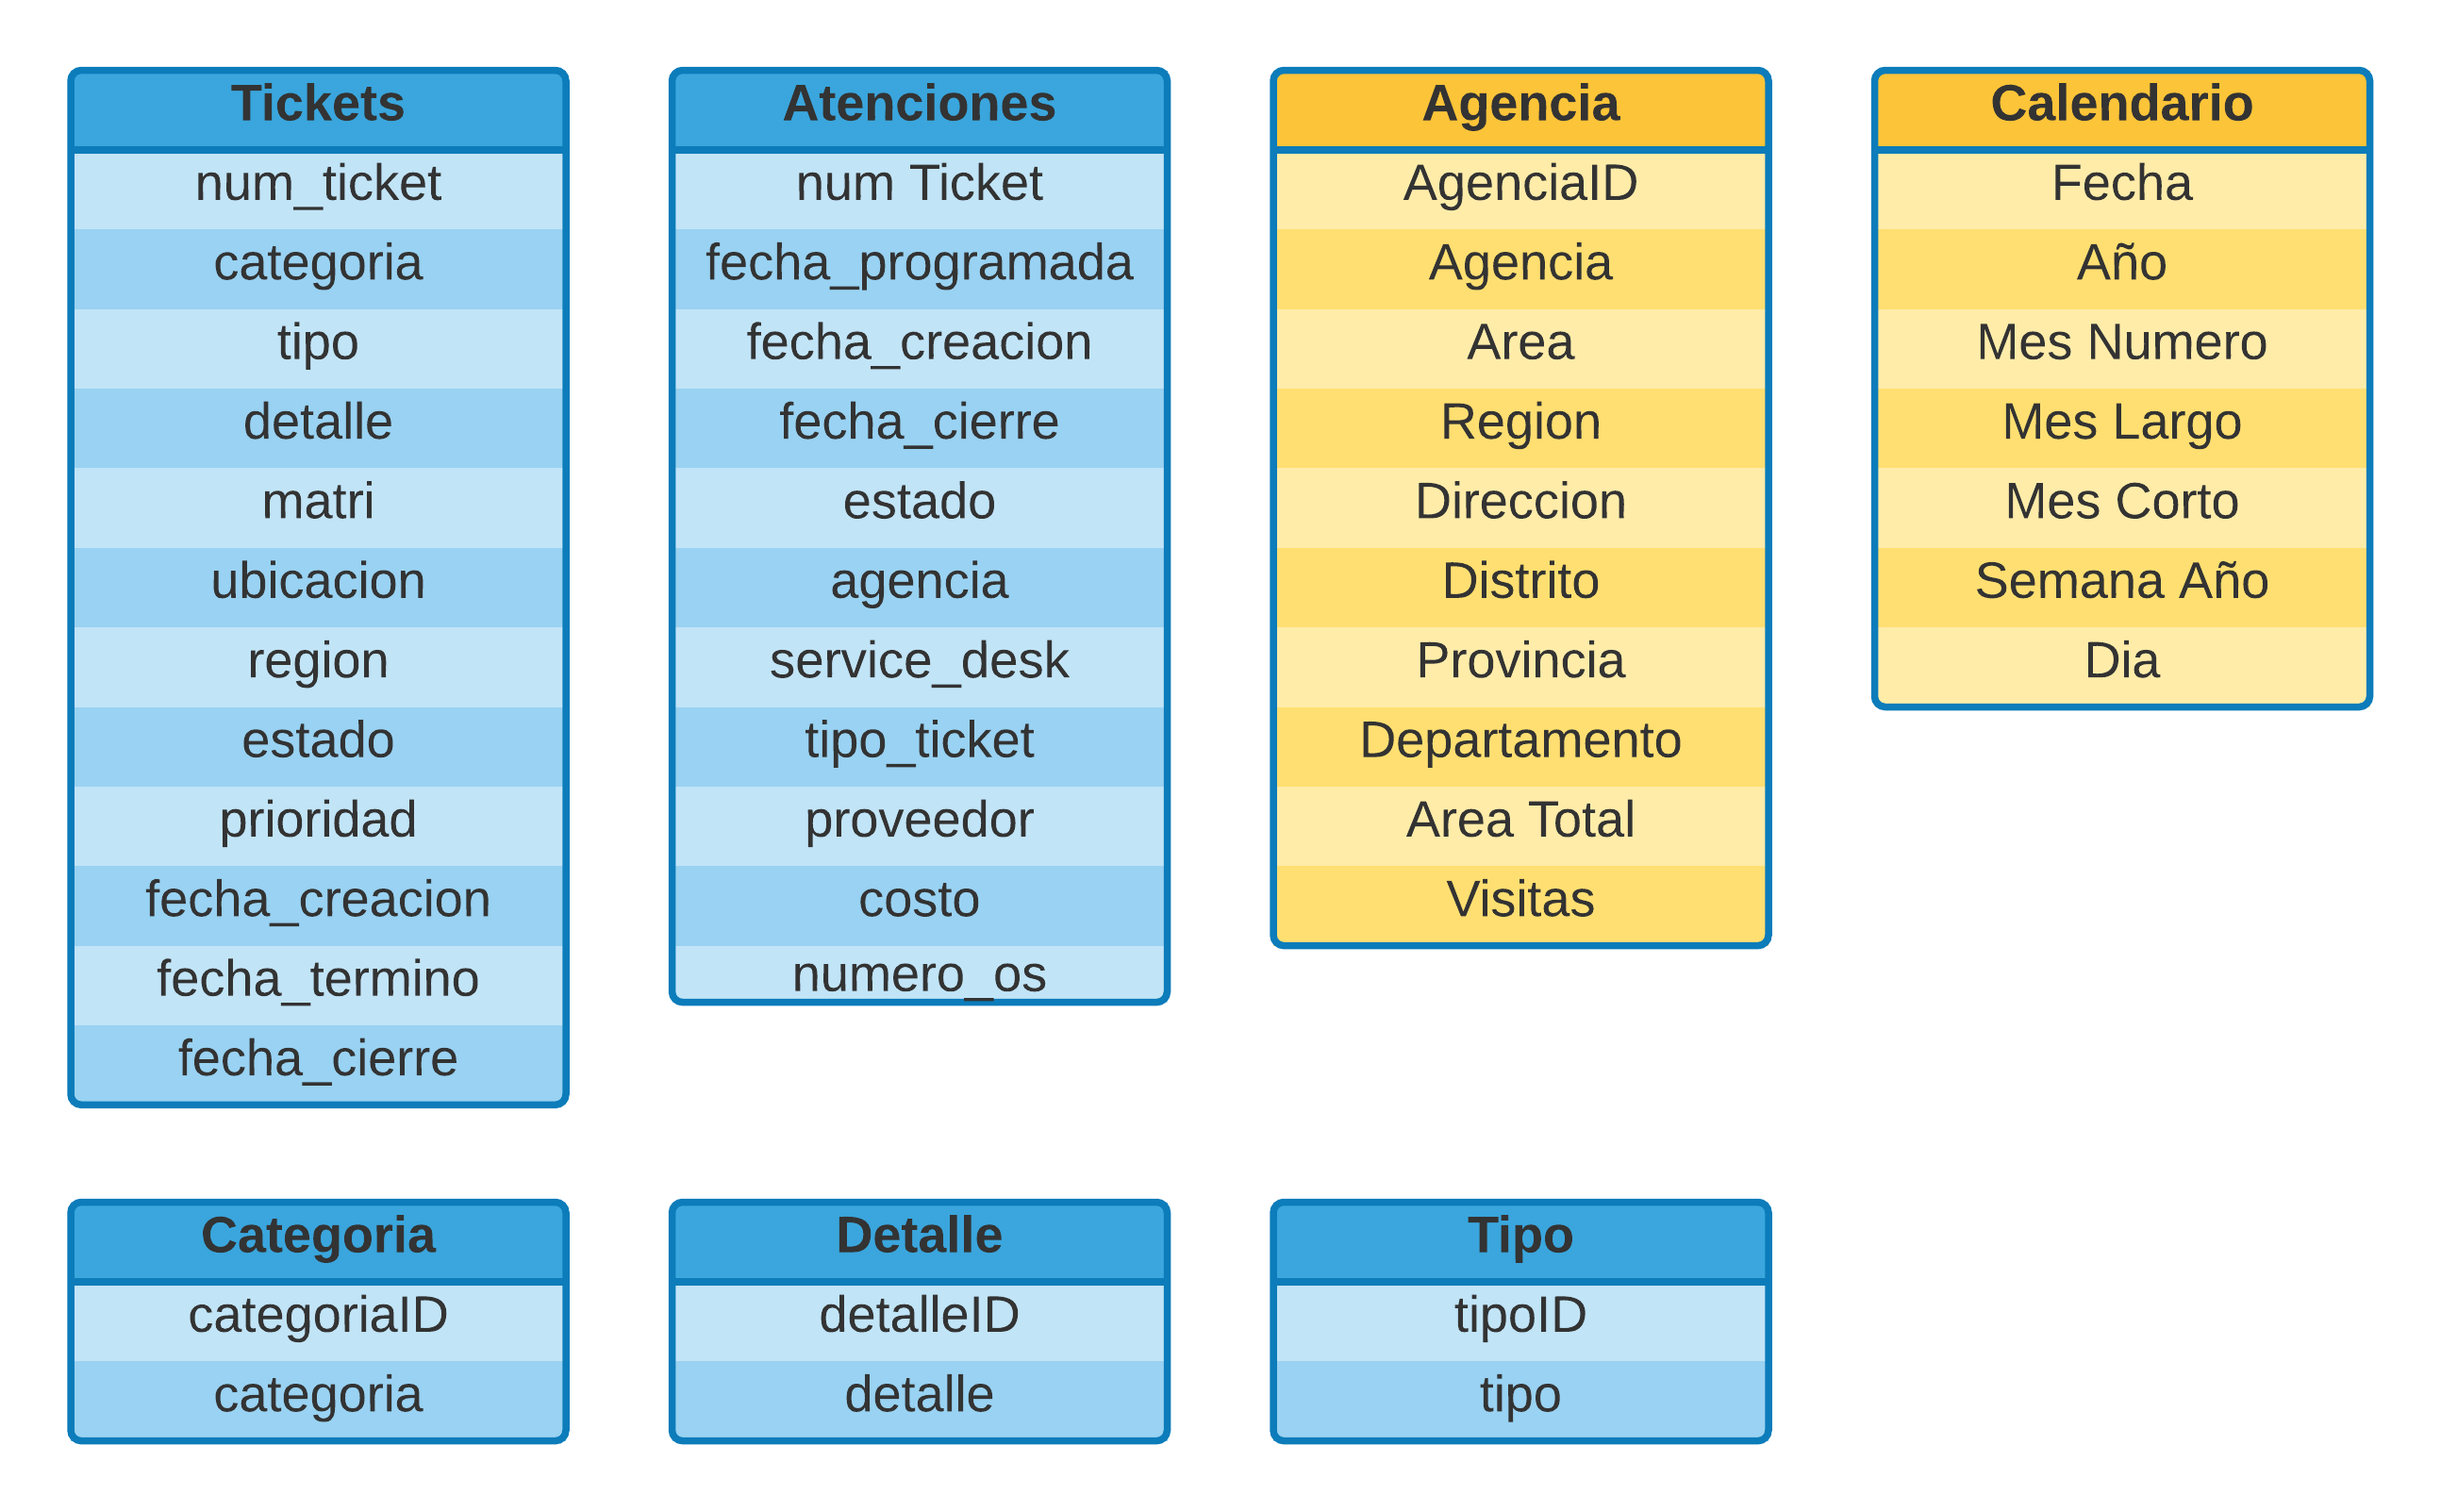 Tickets
num_ticket
categoria
tipo
detalle
matri
ubicacion
region
estado
prioridad
fecha_creacion
fecha_termino
fecha_cierre
Atenciones
num Ticket
fecha_programada
fecha_creacion
fecha_cierre
estado
agencia
service_desk
tipo_ticket
proveedor
costo
numero_os
Agencia
AgenciaID
Agencia
Area
Region
Direccion
Distrito
Provincia
Departamento
Area Total
Visitas
Calendario
Fecha
Año
Mes Numero
Mes Largo
Mes Corto
Semana Año
Dia
Categoria
categoriaID
categoria
Detalle
detalleID
detalle
Tipo
tipoID
tipo